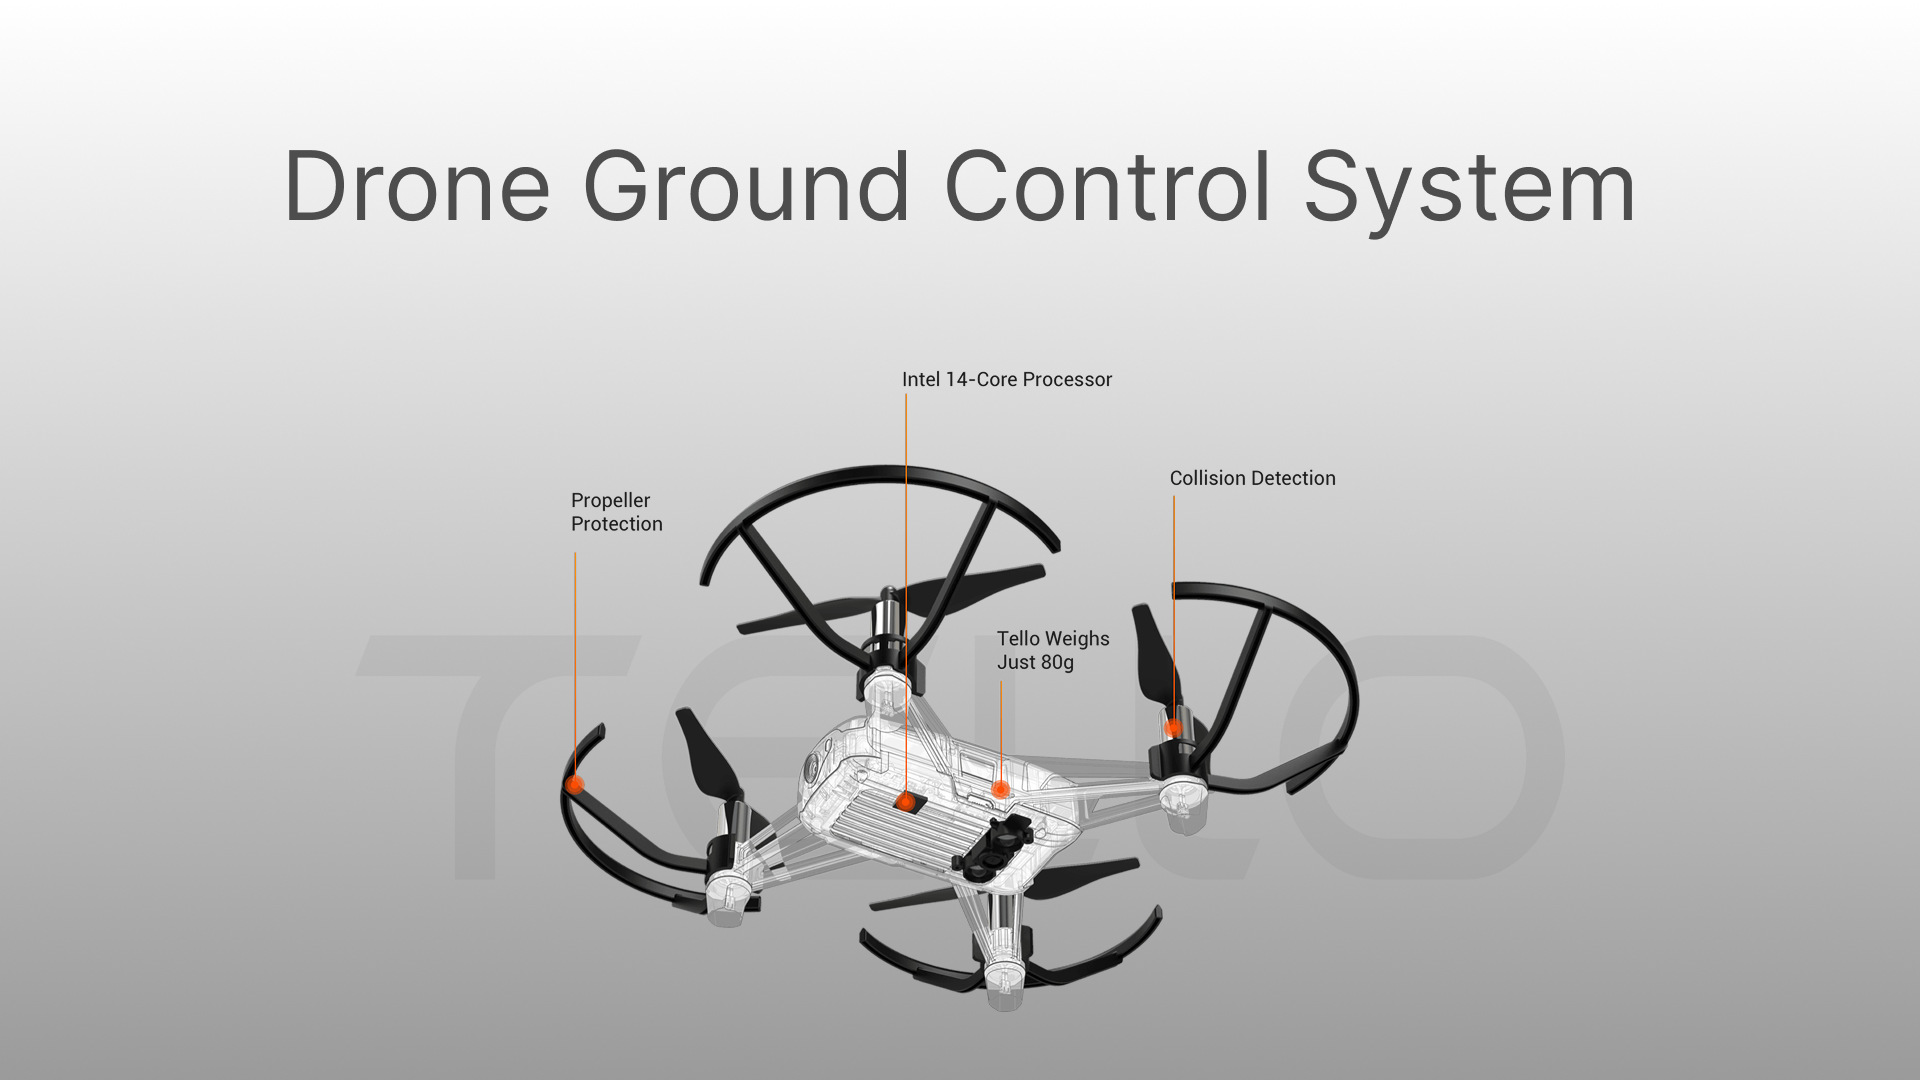 Drone Ground Control System
Intel 14-Core Processor
Collision Detection
Propeller
Protection
Tello Weighs
Just 80g
TELLO